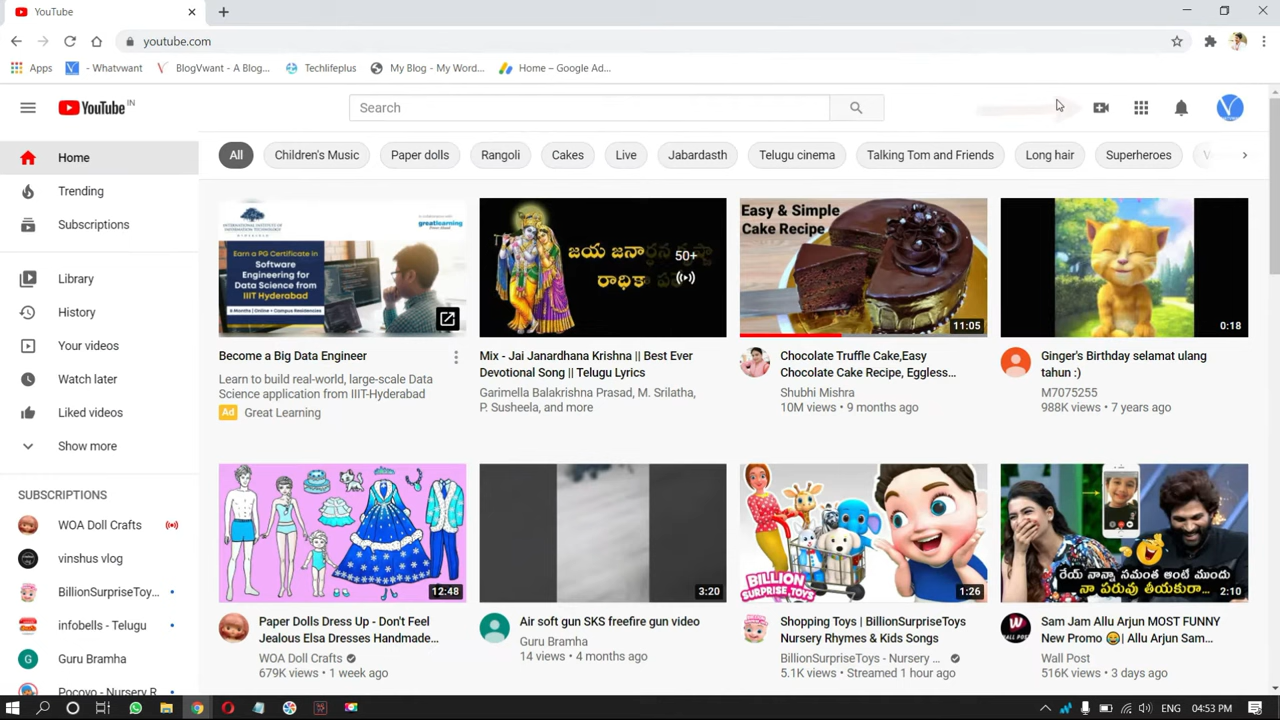 YouTube
youtube.com
Apps
- Whatvwant
BlogVwant - A Blog...
Techlifeplus
My Blog - My Word...
Home – Google Ad...
YouTube IN
Search
All
Children's Music
Paper dolls
Rangoli
Cakes
Live
Jabardasth
Telugu cinema
Talking Tom and Friends
Long hair
Superheroes
Home
Trending
Subscriptions
Library
History
Your videos
Watch later
Liked videos
Show more
SUBSCRIPTIONS
WOA Doll Crafts
vinshus vlog
BillionSurpriseToy...
infobells - Telugu
Guru Bramha
Pocoyo - Nursery R
greatlearning
Earn a PG Certificate in
Software
Engineering for
Data Science from
IIIT Hyderabad
Become a Big Data Engineer
Learn to build real-world, large-scale Data
Science application from IIIT-Hyderabad
Ad Great Learning
జయ జనార్ధన
రాధికా
50+
Mix - Jai Janardhana Krishna || Best Ever
Devotional Song || Telugu Lyrics
Garimella Balakrishna Prasad, M. Srilatha,
P. Susheela, and more
Easy & Simple
Cake Recipe
11:05
Chocolate Truffle Cake,Easy
Chocolate Cake Recipe, Eggless...
Shubhi Mishra
10M views • 9 months ago
0:18
Ginger's Birthday selamat ulang
tahun :)
M7075255
988K views • 7 years ago
12:48
Paper Dolls Dress Up - Don't Feel
Jealous Elsa Dresses Handmade...
WOA Doll Crafts
679K views • 1 week ago
3:20
Air soft gun SKS freefire gun video
Guru Bramha
14 views • 4 months ago
BILLION
SURPRISE TOYS
1:26
Shopping Toys | BillionSurpriseToys
Nursery Rhymes & Kids Songs
BillionSurpriseToys - Nursery ...
5.1K views • Streamed 1 hour ago
రేయ్ నాన్నా సమంత ఆంటీ ముందు
నా పరువు తీయకురా...
2:10
Sam Jam Allu Arjun MOST FUNNY
New Promo 😂| Allu Arjun Sam...
WALL POST
Wall Post
516K views • 3 days ago
ENG
04:53 PM